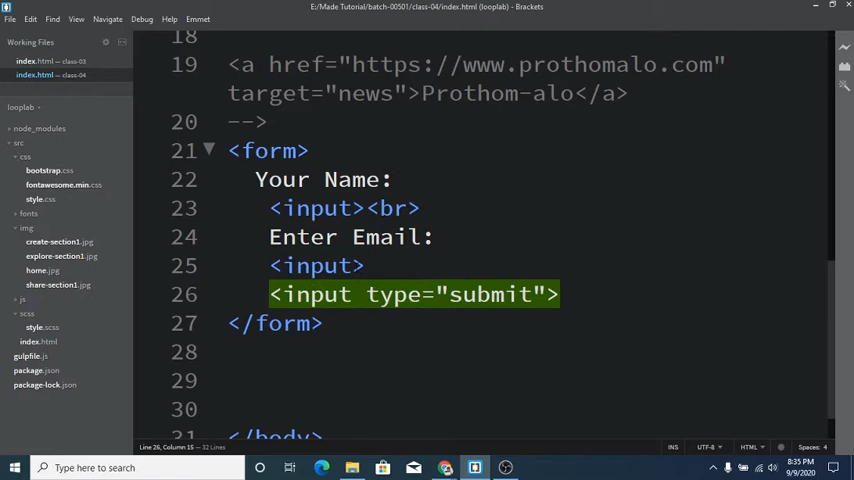 E:/Made Tutorial/batch-00501/class-04/index.html (looplab) - Brackets
File Edit Find View Navigate Debug Help Emmet
Working Files
index.html — class-03
index.html — class-04
looplab
node_modules
src
css
bootstrap.css
fontawesome.min.css
style.css
fonts
img
create-section1.jpg
explore-section1.jpg
home.jpg
share-section1.jpg
js
scss
style.scss
index.html
gulpfile.js
package.json
package-lock.json
18
19 <a href="https://www.prothomalo.com"
target="news">Prothom-alo</a>
20 -->
21 <form>
22 Your Name:
23 <input><br>
24 Enter Email:
25 <input>
26 <input type="submit">
27 </form>
28
29
30
31 </body>
Line 26, Column 15 — 32 Lines
INS UTF-8 HTML Spaces: 4
Type here to search
8:35 PM
9/9/2020